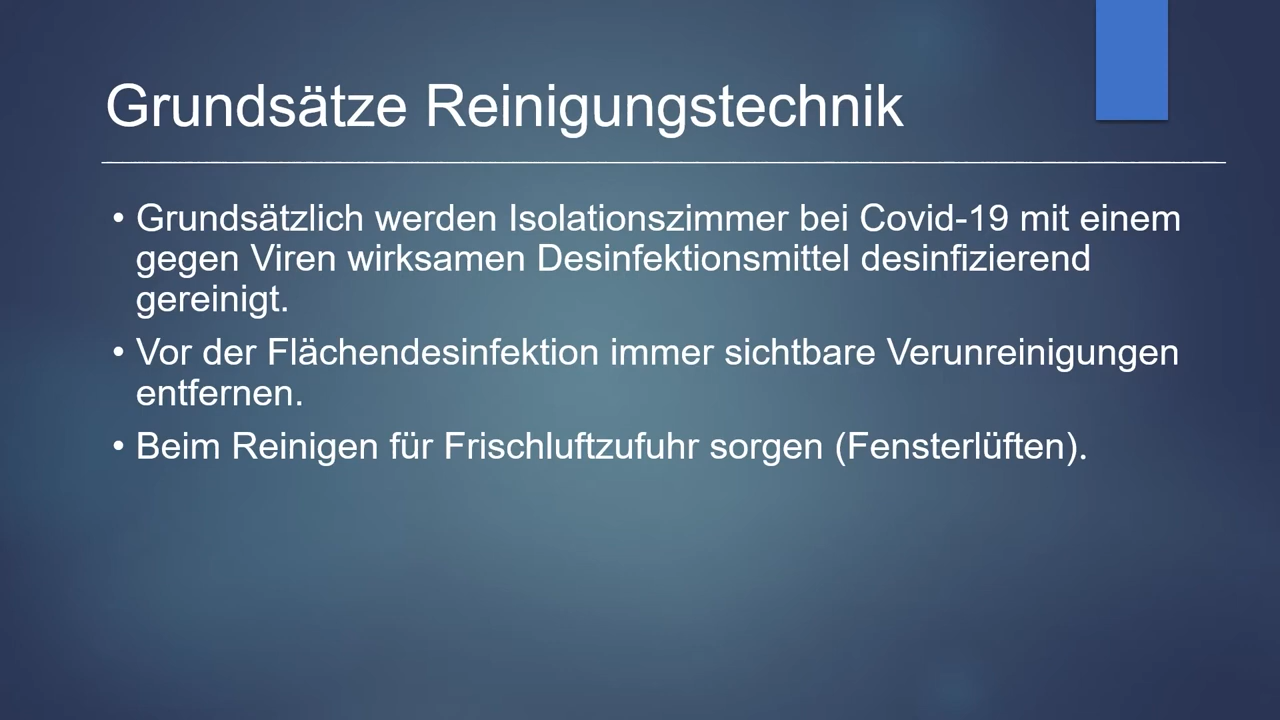 Grundsätze Reinigungstechnik
• Grundsätzlich werden Isolationszimmer bei Covid-19 mit einem
gegen Viren wirksamen Desinfektionsmittel desinfizierend
gereinigt.
• Vor der Flächendesinfektion immer sichtbare Verunreinigungen
entfernen.
• Beim Reinigen für Frischluftzufuhr sorgen (Fensterlüften).